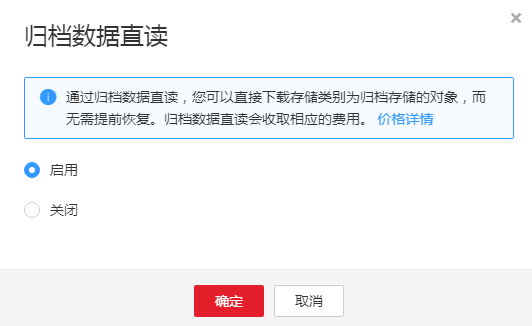 归档数据直读
通过归档数据直读，您可以直接下载存储类别为归档存储的对象，而
无需提前恢复。归档数据直读会收取相应的费用。 价格详情
启用
关闭
确定
取消